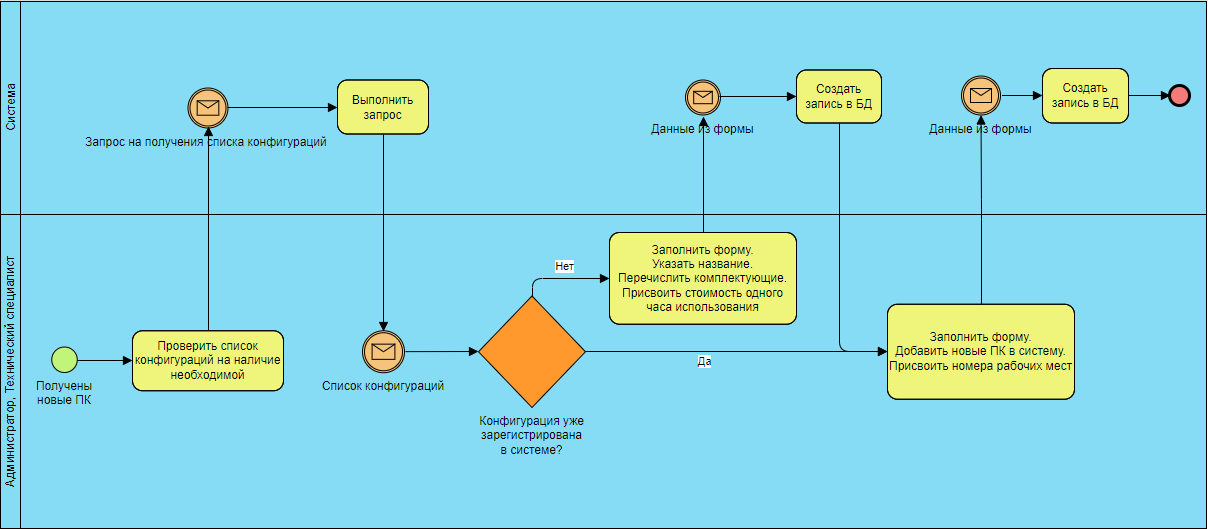 Система
Запрос на получения списка конфигураций
Выполнить
запрос
Данные из формы
Создать
запись в БД
Данные из формы
Создать
запись в БД
Администратор, Технический специалист
Получены
новые ПК
Проверить список
конфигураций на наличие
необходимой
Список конфигураций
Конфигурация уже
зарегистрирована
в системе?
Нет
Да
Заполнить форму.
Указать название.
Перечислить комплектующие.
Присвоить стоимость одного
часа использования
Заполнить форму.
Добавить новые ПК в систему.
Присвоить номера рабочих мест